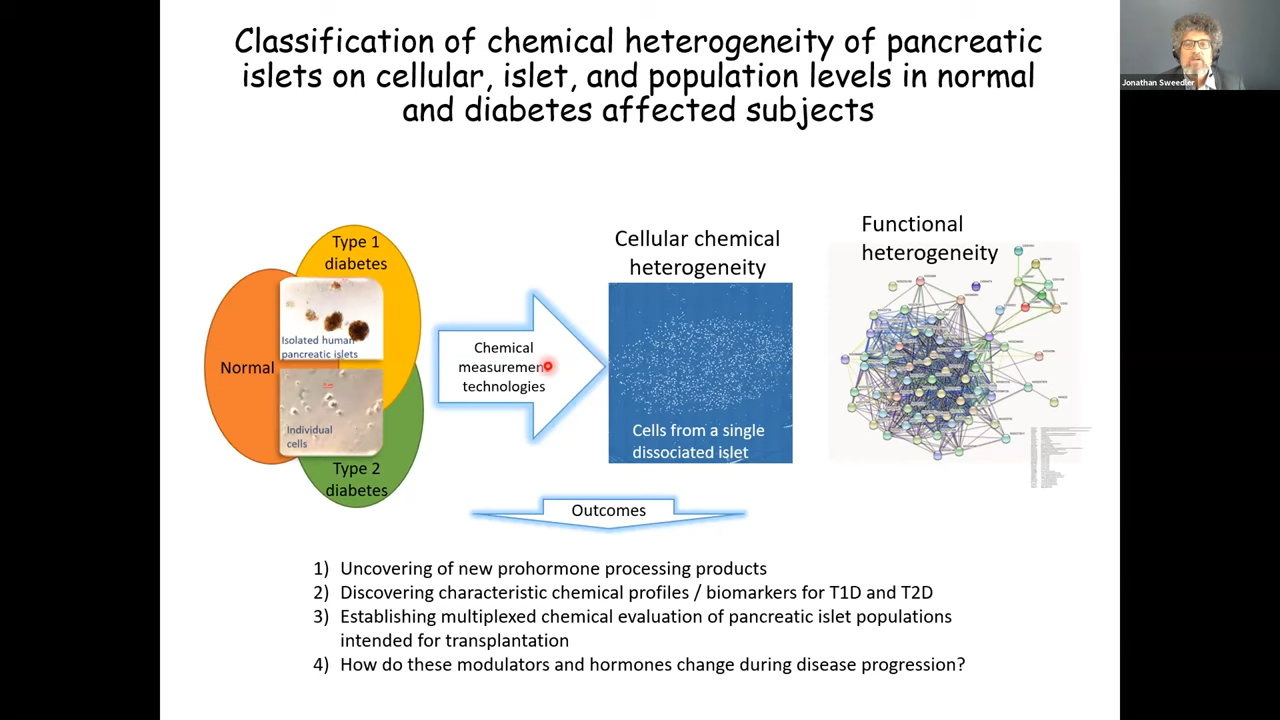 Classification of chemical heterogeneity of pancreatic
islets on cellular, islet, and population levels in normal
and diabetes affected subjects
Jonathan Sweedler
Type 1
diabetes
Isolated human
pancreatic islets
Normal
Individual
cells
Type 2
diabetes
Chemical
measurement
technologies
Cellular chemical
heterogeneity
Cells from a single
dissociated islet
Functional
heterogeneity
Outcomes
1) Uncovering of new prohormone processing products
2) Discovering characteristic chemical profiles / biomarkers for T1D and T2D
3) Establishing multiplexed chemical evaluation of pancreatic islet populations
intended for transplantation
4) How do these modulators and hormones change during disease progression?